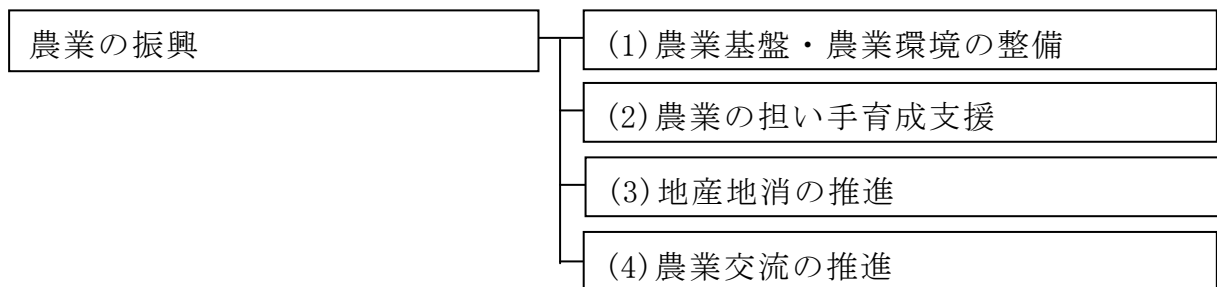 農業の振興
(1)農業基盤・農業環境の整備
(2)農業の担い手育成支援
(3)地産地消の推進
(4)農業交流の推進